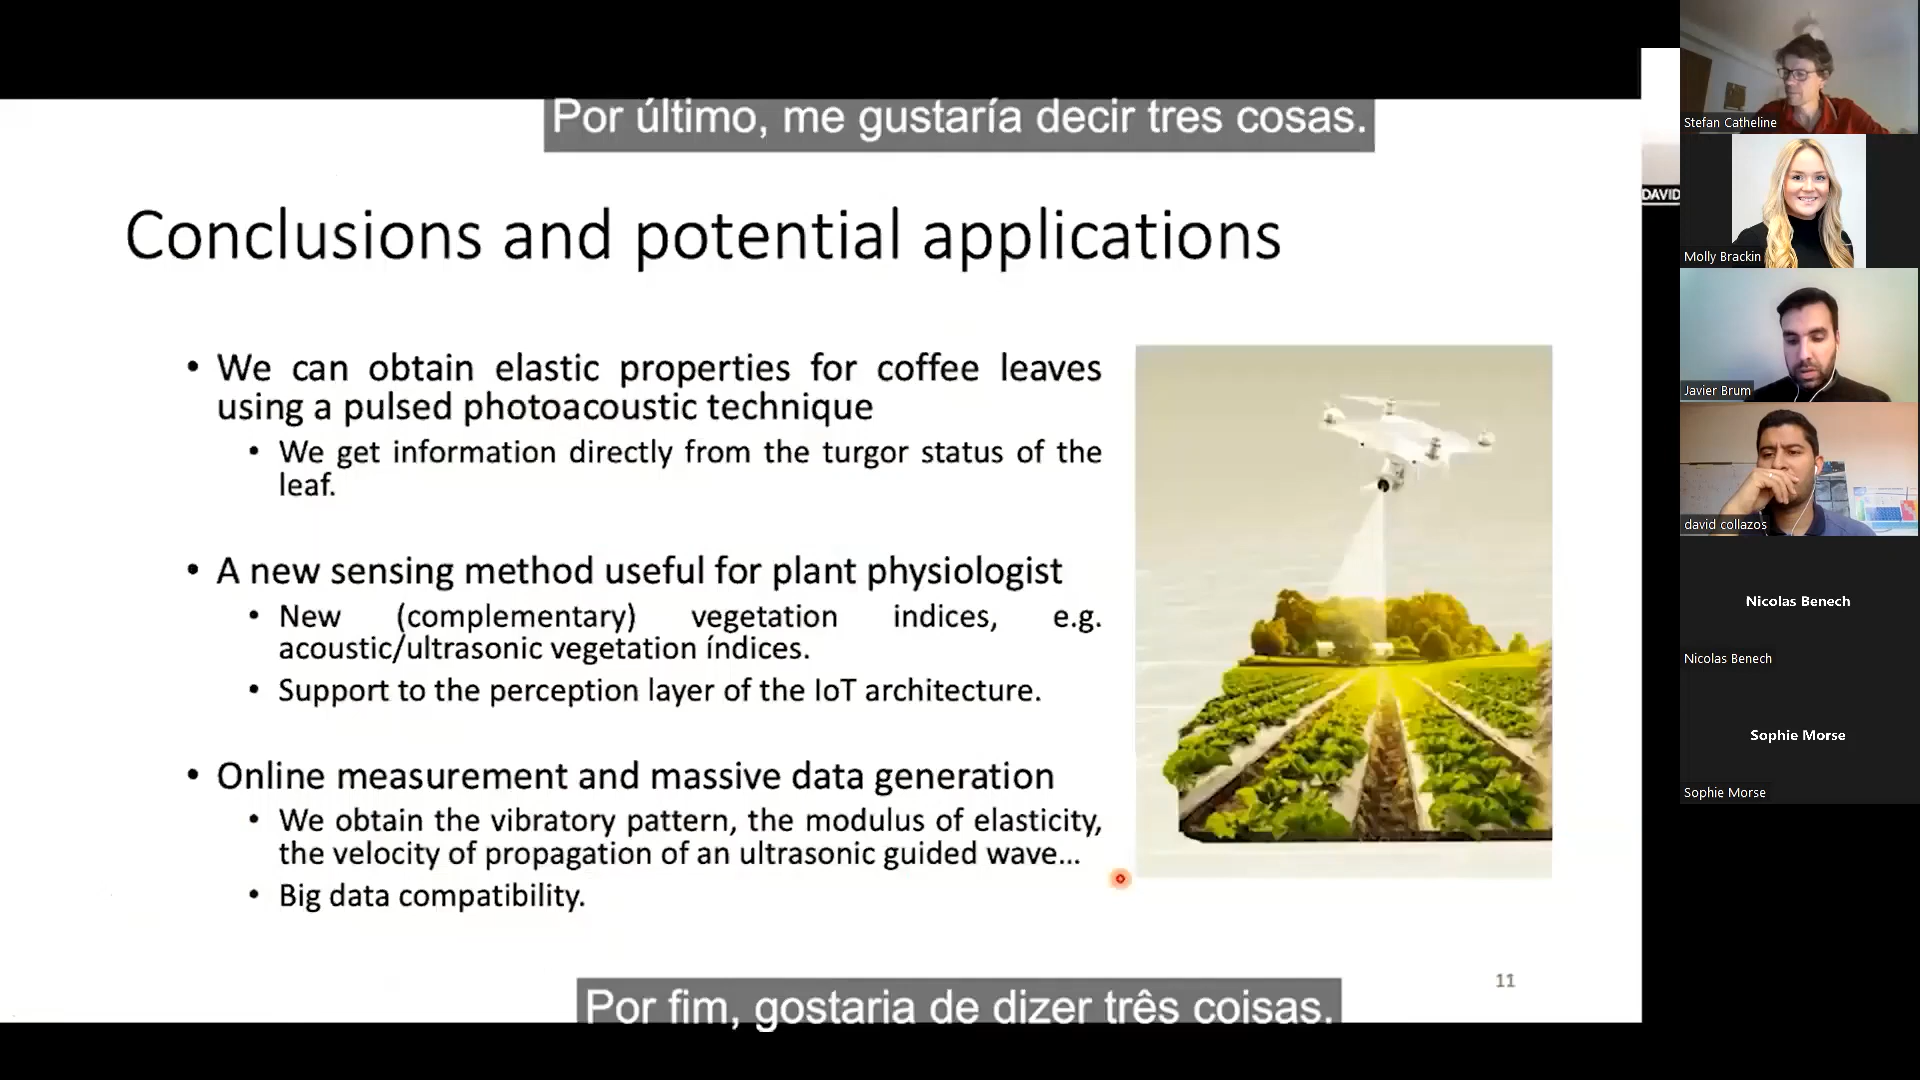 Por último, me gustaría decir tres cosas.
Conclusions and potential applications
• We can obtain elastic properties for coffee leaves
using a pulsed photoacoustic technique
• We get information directly from the turgor status of the
leaf.
• A new sensing method useful for plant physiologist
• New (complementary) vegetation indices, e.g.
acoustic/ultrasonic vegetation índices.
• Support to the perception layer of the IoT architecture.
• Online measurement and massive data generation
• We obtain the vibratory pattern, the modulus of elasticity,
the velocity of propagation of an ultrasonic guided wave...
• Big data compatibility.
11
Por fim, gostaria de dizer três coisas.
DAVID
Stefan Catheline
Molly Brackin
Javier Brum
david collazos
Nicolas Benech
Nicolas Benech
Sophie Morse
Sophie Morse